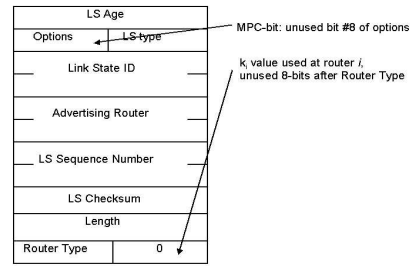 LS Age
Options LS type
MPC-bit: unused bit #8 of options
Link State ID
k_i value used at router i,
unused 8-bits after Router Type
Advertising Router
LS Sequence Number
LS Checksum
Length
Router Type 0